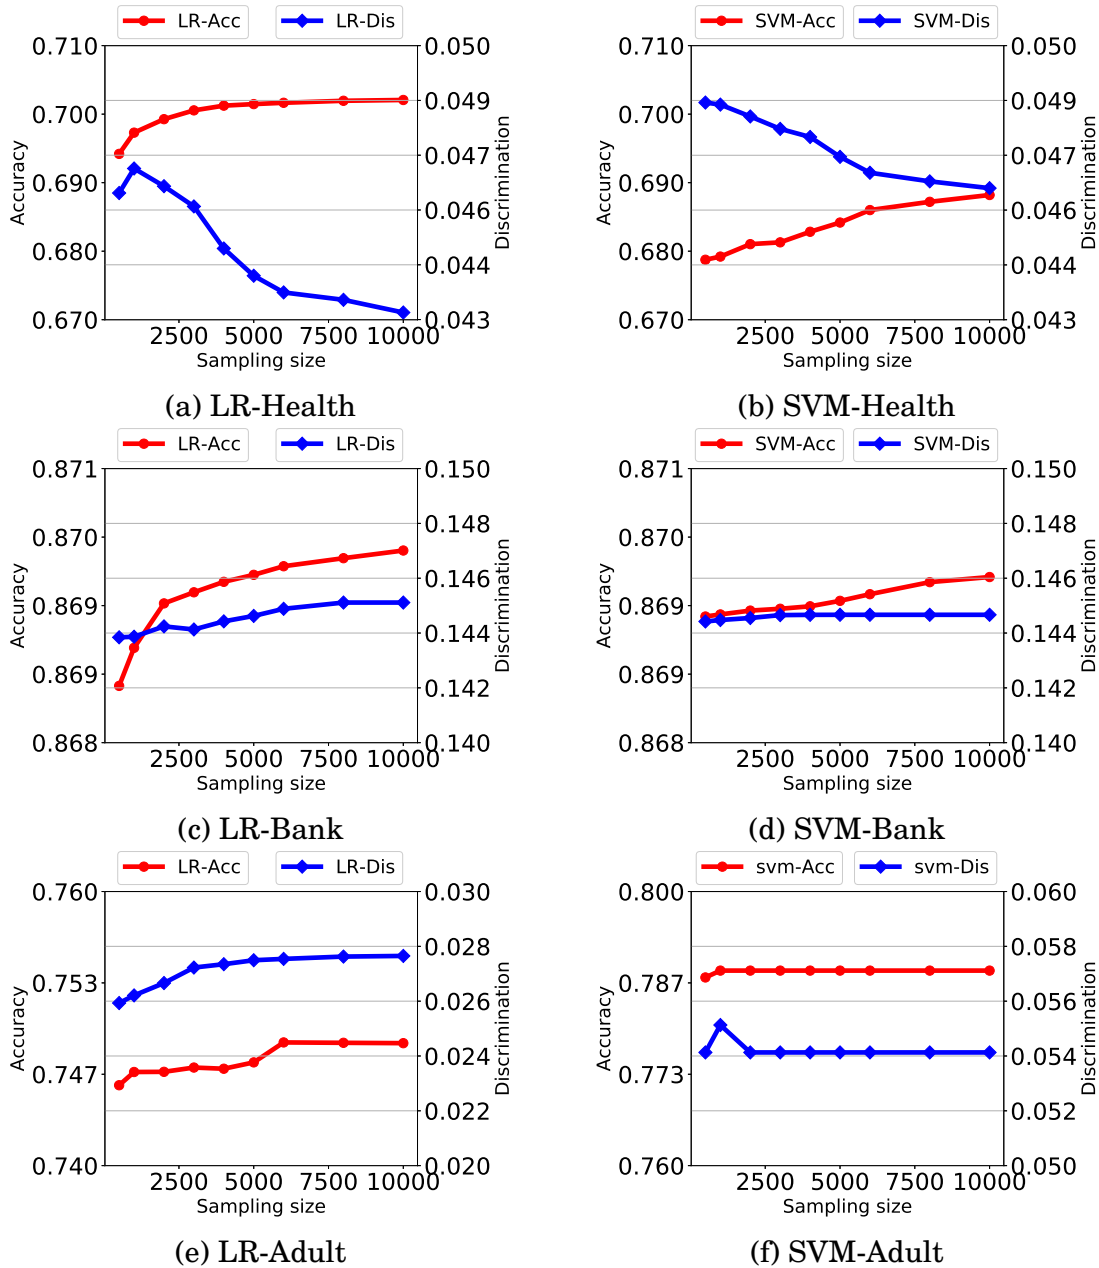 LR-Acc LR-Dis
0.710 0.050
0.700 0.049
0.690 0.047
0.680 0.046
0.670 0.044
0.043
Accuracy
Discrimination
2500 5000 7500 10000
Sampling size
(a) LR-Health
SVM-Acc SVM-Dis
0.710 0.050
0.700 0.049
0.690 0.047
0.680 0.046
0.670 0.044
0.043
Accuracy
Discrimination
2500 5000 7500 10000
Sampling size
(b) SVM-Health
LR-Acc LR-Dis
0.871 0.150
0.870 0.148
0.869 0.146
0.869 0.144
0.868 0.142
0.140
Accuracy
Discrimination
2500 5000 7500 10000
Sampling size
(c) LR-Bank
SVM-Acc SVM-Dis
0.871 0.150
0.870 0.148
0.869 0.146
0.869 0.144
0.868 0.142
0.140
Accuracy
Discrimination
2500 5000 7500 10000
Sampling size
(d) SVM-Bank
LR-Acc LR-Dis
0.760 0.030
0.753 0.028
0.747 0.026
0.740 0.024
0.022
0.020
Accuracy
Discrimination
2500 5000 7500 10000
Sampling size
(e) LR-Adult
svm-Acc svm-Dis
0.800 0.060
0.787 0.058
0.773 0.056
0.760 0.054
0.052
0.050
Accuracy
Discrimination
2500 5000 7500 10000
Sampling size
(f) SVM-Adult